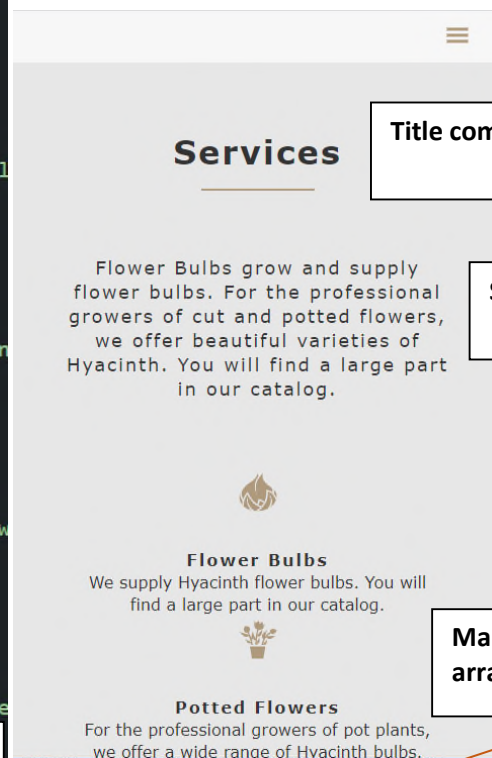 Title
Services
Flower Bulbs grow and supply
flower bulbs. For the professional
growers of cut and potted flowers,
we offer beautiful varieties of
Hyacinth. You will find a large part
in our catalog.
Flower Bulbs
We supply Hyacinth flower bulbs. You will
find a large part in our catalog.
Potted Flowers
For the professional growers of pot plants,
we offer a wide range of Hyacinth bulbs.